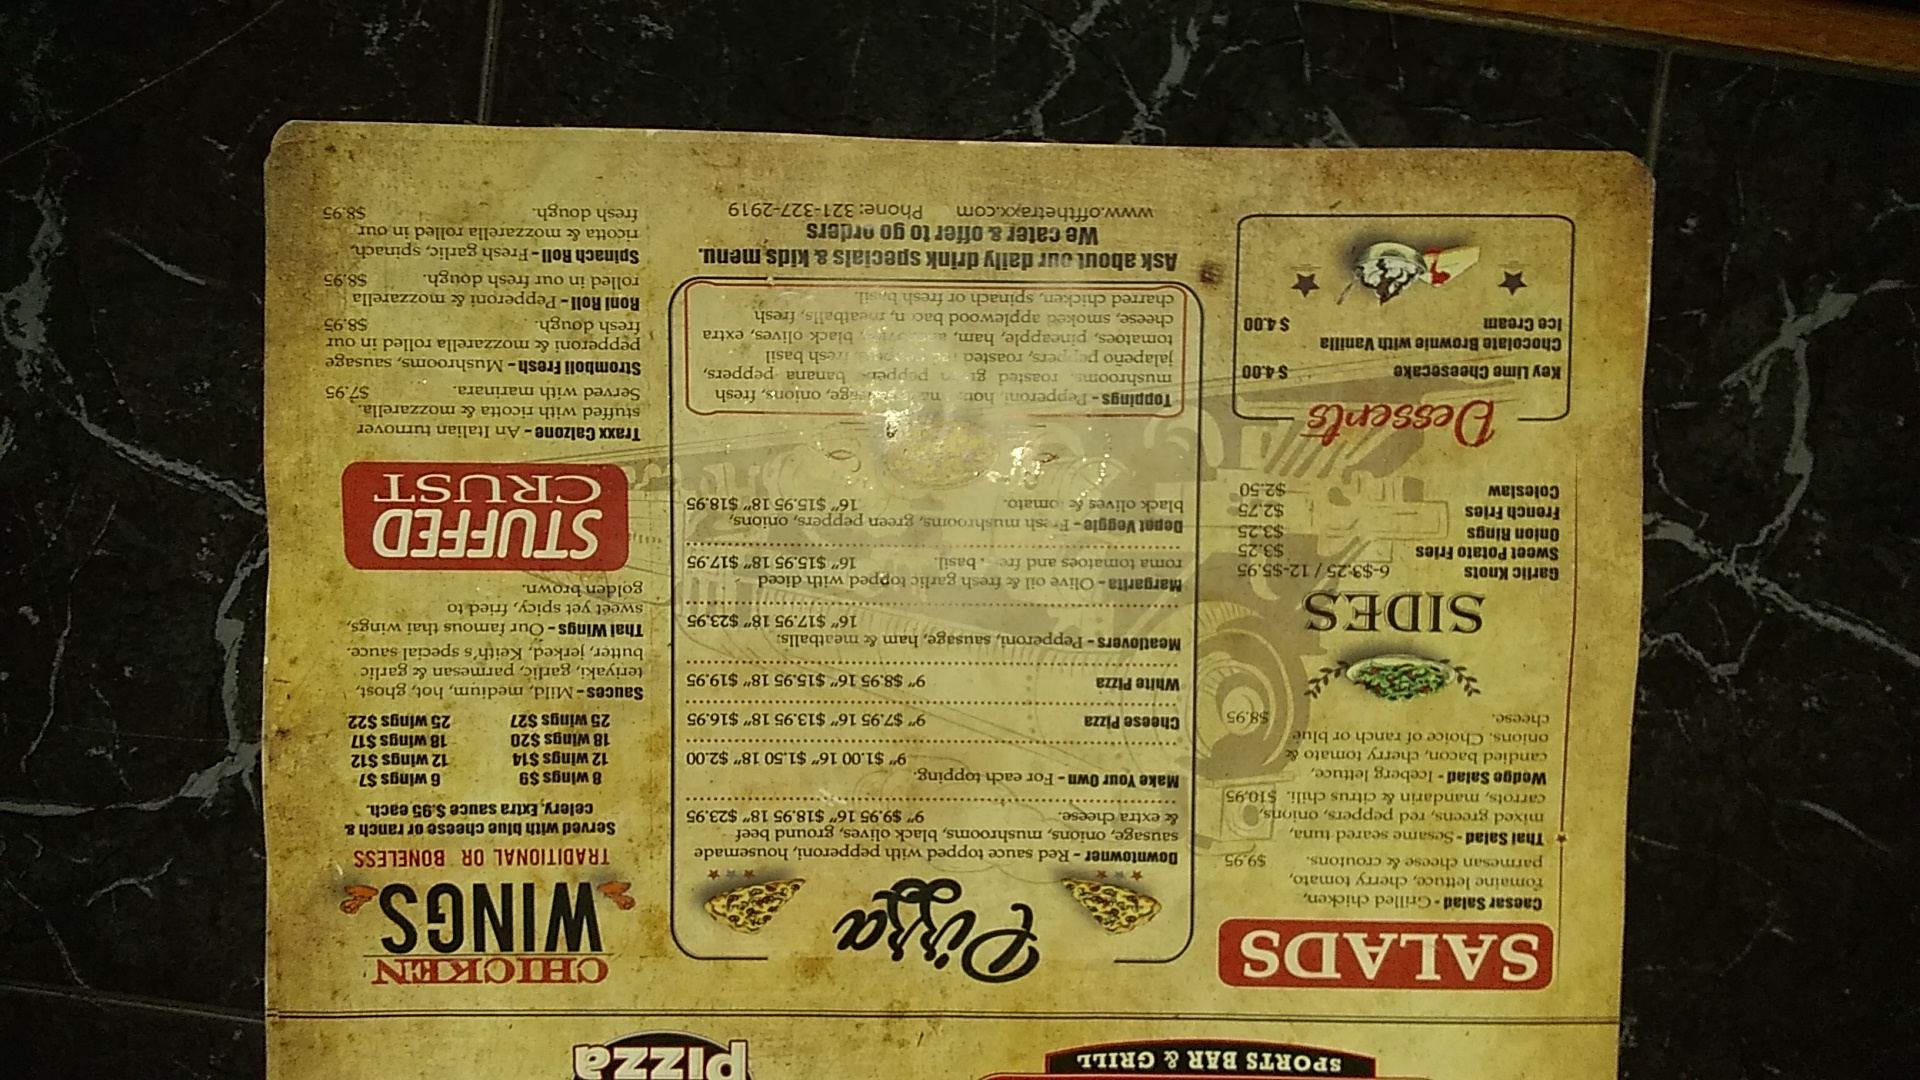 SPORTS BAR & GRILL
pizza
SALADS
Caesar Salad - Grilled chicken,
romaine lettuce, cherry tomato,
parmesan cheese & croutons. $9.95
Thai Salad - Sesame seared tuna,
mixed greens, red peppers, onions,
carrots, mandarin & citrus chili. $10.95
Wedge Salad - Iceberg lettuce,
candied bacon, cherry tomato &
onions. Choice of ranch or blue
cheese. $8.95
SIDES
Garlic Knots 6-$3.25 / 12-$5.95
Sweet Potato Fries $3.25
Onion Rings $3.25
French Fries $2.75
Coleslaw $2.50
Desserts
Key Lime Cheesecake $4.00
Chocolate Brownie with Vanilla
Ice Cream $4.00
Pizza
Downtowner - Red sauce topped with pepperoni, housemade
sausage, onions, mushrooms, black olives, ground beef
& extra cheese. 9" $9.95 16" $18.95 18" $23.95
Make Your Own - For each topping.
9" $1.00 16" $1.50 18" $2.00
Cheese Pizza 9" $7.95 16" $13.95 18" $16.95
White Pizza 9" $8.95 16" $15.95 18" $19.95
Meatlovers - Pepperoni, sausage, ham & meatballs.
16" $17.95 18" $23.95
Margarita - Olive oil & fresh garlic topped with diced
roma tomatoes and basil. 16" $15.95 18" $17.95
Depot Veggie - Fresh mushrooms, green peppers, onions,
black olives & tomato. 16" $15.95 18" $18.95
Toppings - Pepperoni, sausage, onions, fresh
mushrooms, roasted green peppers, banana peppers,
jalapeño peppers, roasted red peppers, fresh basil
tomatoes, pineapple, ham, black olives, extra
cheese, smoked applewood bacon, meatballs, fresh
charred chicken, spinach or fresh basil.
Ask about our daily drink specials & kids menu.
We cater & offer to go orders
www.offthetraxx.com Phone: 321-327-2919
CHICKEN
WINGS
TRADITIONAL OR BONELESS
Served with blue cheese or ranch &
celery, Extra sauce $.95 each.
8 wings $9 6 wings $7
12 wings $14 12 wings $12
18 wings $20 18 wings $17
25 wings $27 25 wings $22
Sauces - Mild, medium, hot, ghost,
teriyaki, garlic, parmesan & garlic
butter, jerked, Keith's special sauce.
Thai Wings - Our famous thai wings,
sweet yet spicy, fried to
golden brown.
STUFFED
CRUST
Traxx Calzone - An Italian turnover
stuffed with ricotta & mozzarella.
Served with marinara. $7.95
Stromboli Fresh - Mushrooms, sausage
pepperoni & mozzarella rolled in our
fresh dough. $8.95
Roni Roll - Pepperoni & mozzarella
rolled in our fresh dough. $8.95
Spinach Roll - Fresh garlic, spinach,
ricotta & mozzarella rolled in our
fresh dough. $8.95